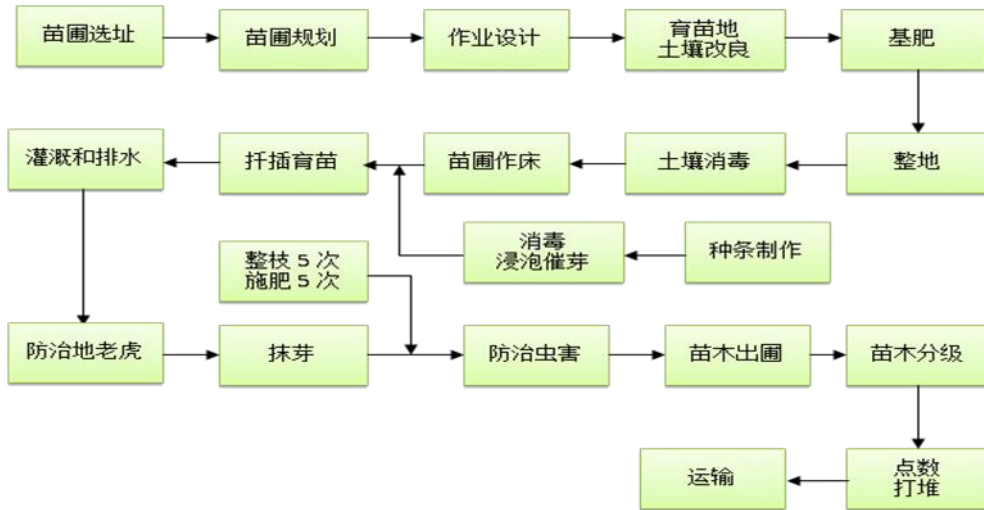 苗圃选址
苗圃规划
作业设计
育苗地
土壤改良
基肥
灌溉和排水
扦插育苗
苗圃作床
土壤消毒
整地
消毒
浸泡催芽
种条制作
整枝 5 次
施肥 5 次
防治地老虎
抹芽
防治虫害
苗木出圃
苗木分级
运输
点数
打堆